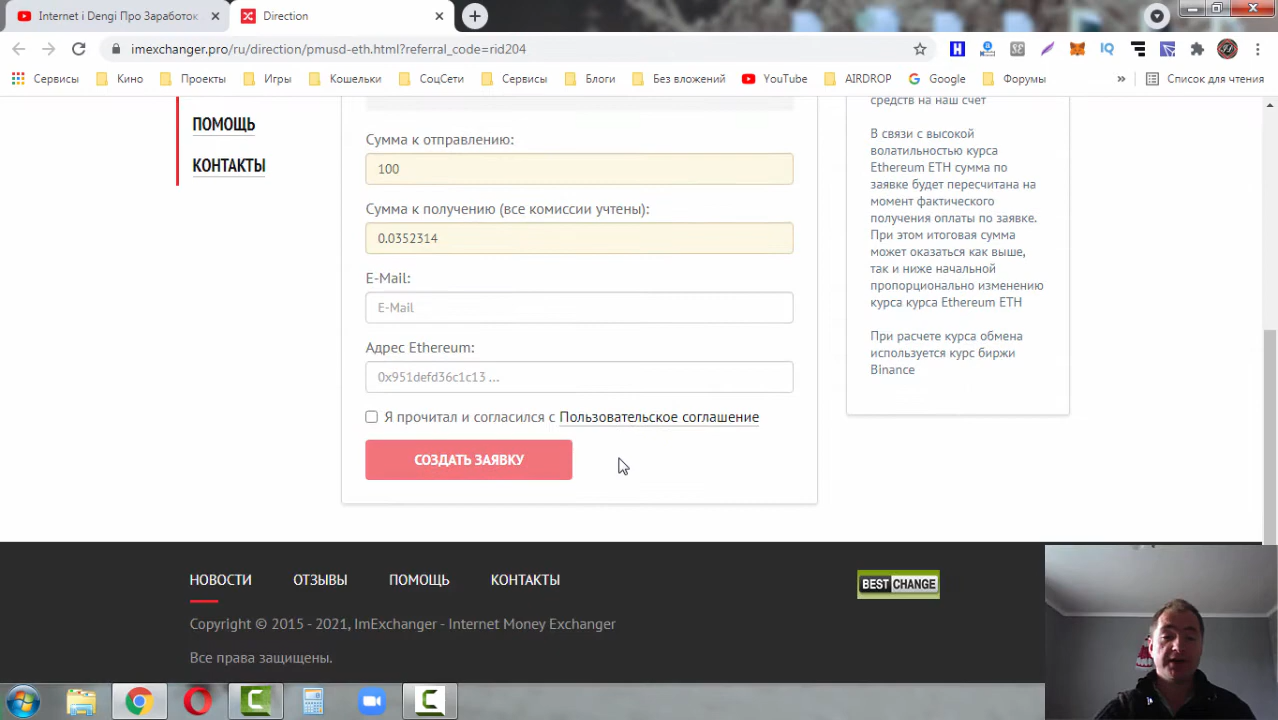 Internet i Dengi Про Заработок
Direction
imexchanger.pro/ru/direction/pmusd-eth.html?referral_code=rid204
Сервисы
Кино
Проекты
Игры
Кошельки
СоцСети
Сервисы
Блоги
Без вложений
YouTube
AIRDROP
Google
Форумы
»
Список для чтения
ПОМОЩЬ
КОНТАКТЫ
Сумма к отправлению:
100
Сумма к получению (все комиссии учтены):
0.0352314
E-Mail:
E-Mail
Адрес Ethereum:
0x951defd36c1c13 ...
Я прочитал и согласился с Пользовательское соглашение
СОЗДАТЬ ЗАЯВКУ
средств на наш счет
В связи с высокой
волатильностью курса
Ethereum ETH сумма по
заявке будет пересчитана на
момент фактического
получения оплаты по заявке.
При этом итоговая сумма
может оказаться как выше,
так и ниже начальной
пропорционально изменению
курса курса Ethereum ETH
При расчете курса обмена
используется курс биржи
Binance
НОВОСТИ
ОТЗЫВЫ
ПОМОЩЬ
КОНТАКТЫ
BEST CHANGE
Copyright © 2015 - 2021, ImExchanger - Internet Money Exchanger
Все права защищены.